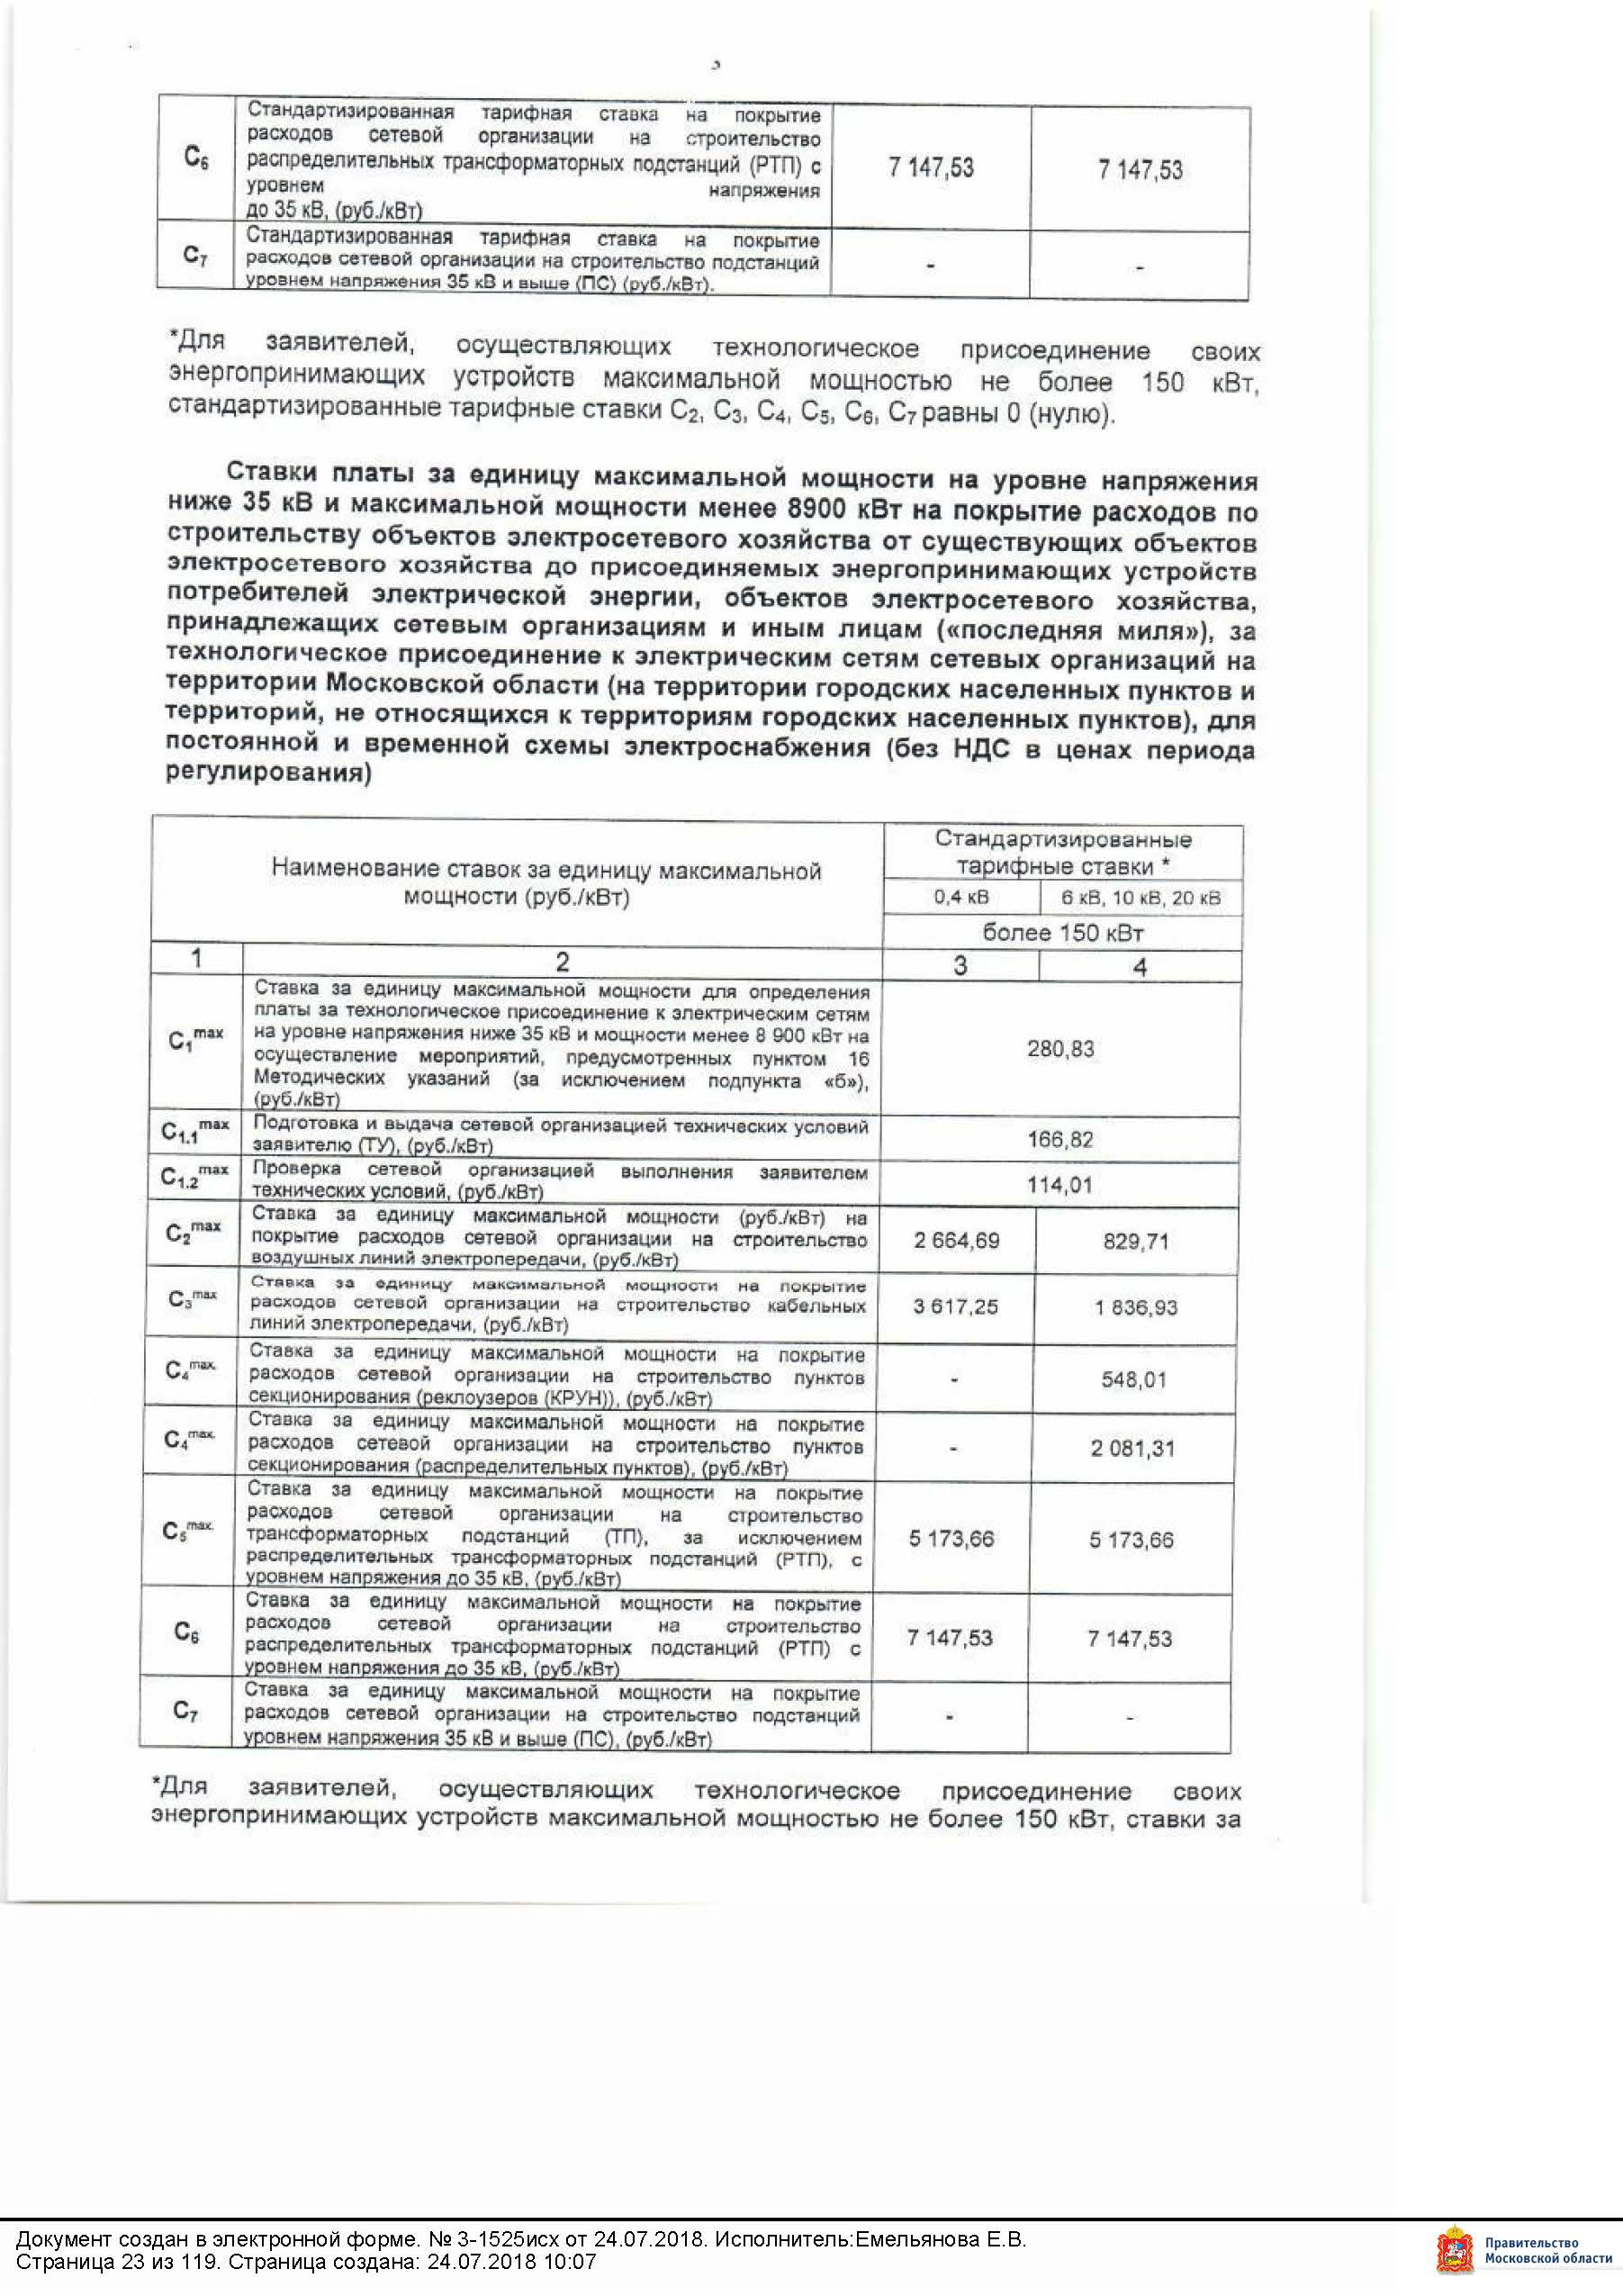 C6
Стандартизированная тарифная ставка на покрытие
расходов сетевой организации на строительство
распределительных трансформаторных подстанций (РТП) с
уровнем напряжения
до 35 кВ, (руб./кВт)
7 147,53
7 147,53
C7
Стандартизированная тарифная ставка на покрытие
расходов сетевой организации на строительство подстанций
уровнем напряжения 35 кВ и выше (ПС) (руб./кВт).
-
-
*Для заявителей, осуществляющих технологическое присоединение своих
энергопринимающих устройств максимальной мощностью не более 150 кВт,
стандартизированные тарифные ставки C2, C3, C4, C5, C6, C7 равны 0 (нулю).
Ставки платы за единицу максимальной мощности на уровне напряжения
ниже 35 кВ и максимальной мощности менее 8900 кВт на покрытие расходов по
строительству объектов электросетевого хозяйства от существующих объектов
электросетевого хозяйства до присоединяемых энергопринимающих устройств
потребителей электрической энергии, объектов электросетевого хозяйства,
принадлежащих сетевым организациям и иным лицам («последняя миля»), за
технологическое присоединение к электрическим сетям сетевых организаций на
территории Московской области (на территории городских населенных пунктов и
территорий, не относящихся к территориям городских населенных пунктов), для
постоянной и временной схемы электроснабжения (без НДС в ценах периода
регулирования)
Наименование ставок за единицу максимальной
мощности (руб./кВт)
Стандартизированные
тарифные ставки *
0,4 кВ
6 кВ, 10 кВ, 20 кВ
более 150 кВт
1
2
3
4
C1 max
Ставка за единицу максимальной мощности для определения
платы за технологическое присоединение к электрическим сетям
на уровне напряжения ниже 35 кВ и мощности менее 8 900 кВт на
осуществление мероприятий, предусмотренных пунктом 16
Методических указаний (за исключением подпункта «б»),
(руб./кВт)
280,83
C1.1 max
Подготовка и выдача сетевой организацией технических условий
заявителю (ТУ), (руб./кВт)
166,82
C1.2 max
Проверка сетевой организацией выполнения заявителем
технических условий, (руб./кВт)
114,01
C2 max
Ставка за единицу максимальной мощности (руб./кВт) на
покрытие расходов сетевой организации на строительство
воздушных линий электропередачи, (руб./кВт)
2 664,69
829,71
C3 max
Ставка за единицу максимальной мощности на покрытие
расходов сетевой организации на строительство кабельных
линий электропередачи, (руб./кВт)
3 617,25
1 836,93
C4 max.
Ставка за единицу максимальной мощности на покрытие
расходов сетевой организации на строительство пунктов
секционирования (реклоузеров (КРУН)), (руб./кВт)
-
548,01
C4 max.
Ставка за единицу максимальной мощности на покрытие
расходов сетевой организации на строительство пунктов
секционирования (распределительных пунктов), (руб./кВт)
-
2 081,31
C5 max.
Ставка за единицу максимальной мощности на покрытие
расходов сетевой организации на строительство
трансформаторных подстанций (ТП), за исключением
распределительных трансформаторных подстанций (РТП), с
уровнем напряжения до 35 кВ, (руб./кВт)
5 173,66
5 173,66
C6
Ставка за единицу максимальной мощности на покрытие
расходов сетевой организации на строительство
распределительных трансформаторных подстанций (РТП) с
уровнем напряжения до 35 кВ, (руб./кВт)
7 147,53
7 147,53
C7
Ставка за единицу максимальной мощности на покрытие
расходов сетевой организации на строительство подстанций
уровнем напряжения 35 кВ и выше (ПС), (руб./кВт)
-
-
*Для заявителей, осуществляющих технологическое присоединение своих
энергопринимающих устройств максимальной мощностью не более 150 кВт, ставки за
Документ создан в электронной форме. № 3-1525исх от 24.07.2018. Исполнитель:Емельянова Е.В.
Страница 23 из 119. Страница создана: 24.07.2018 10:07
Правительство
Московской области